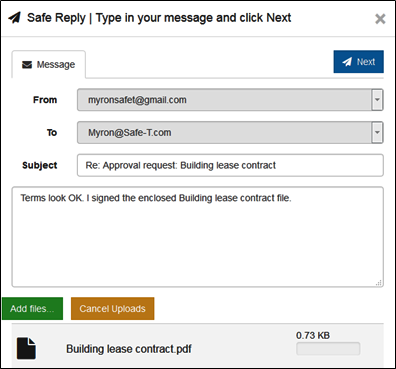 Safe Reply | Type in your message and click Next
Message
Next
From
myronsafet@gmail.com
To
Myron@Safe-T.com
Subject
Re: Approval request: Building lease contract
Terms look OK. I signed the enclosed Building lease contract file.
Add files...
Cancel Uploads
0.73 KB
Building lease contract.pdf